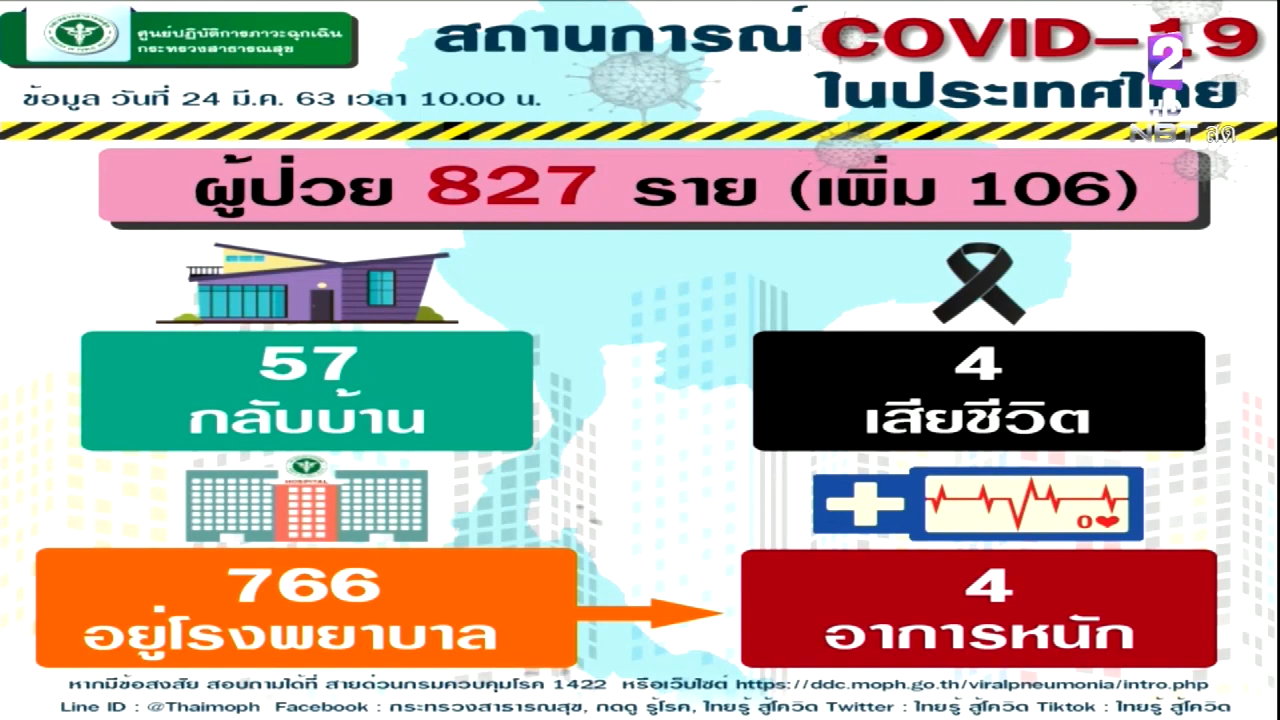 ศูนย์ปฏิบัติการภาวะฉุกเฉิน
กระทรวงสาธารณสุข
สถานการณ์ COVID-19
ในประเทศไทย
ข้อมูล วันที่ 24 มี.ค. 63 เวลา 10.00 น.
2
HD
NBT สด
ผู้ป่วย 827 ราย (เพิ่ม 106)
57
กลับบ้าน
4
เสียชีวิต
HOSPITAL
0
766
อยู่โรงพยาบาล
4
อาการหนัก
หากมีข้อสงสัย สอบถามได้ที่ สายด่วนกรมควบคุมโรค 1422 หรือเว็บไซต์ https://ddc.moph.go.th/viralpneumonia/intro.php
Line ID : @Thaimoph Facebook : กระทรวงสารารณสุข, กดดู รู้โรค, ไทยรู้ สู้โควิด Twitter : ไทยรู้ สู้โควิด Tiktok : ไทยรู้ สู้โควิด